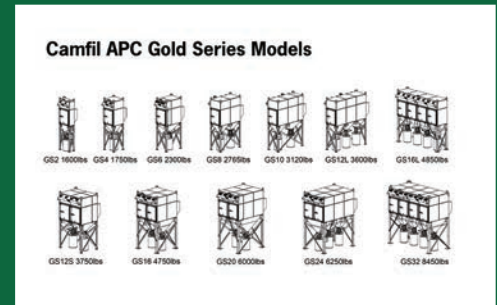 Camfil APC Gold Series Models
GS2 1600lbs GS4 1750lbs GS6 2300lbs GS8 2765lbs GS10 3120lbs GS12L 3600lbs GS16L 4850lbs
GS12S 3750lbs GS16 4750lbs GS20 6000lbs GS24 6250lbs GS32 8450lbs